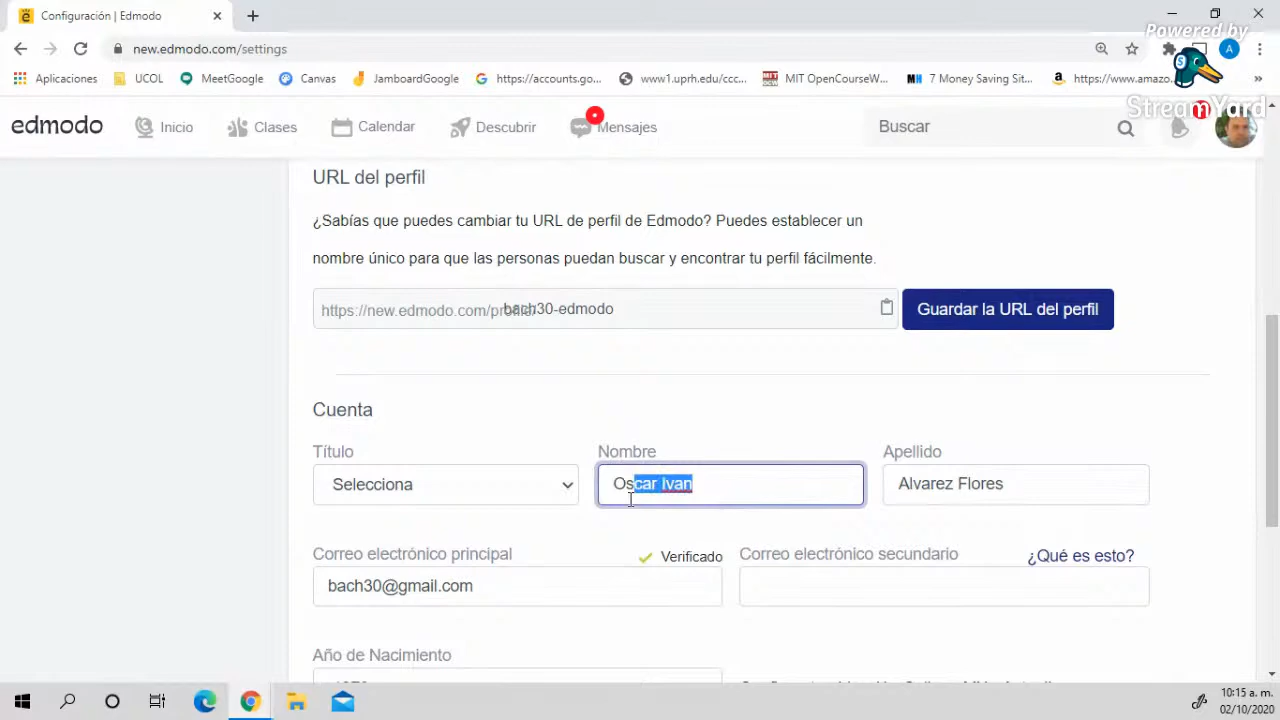 Configuración | Edmodo
new.edmodo.com/settings
Powered by
Aplicaciones UCOL MeetGoogle Canvas JamboardGoogle https://accounts.go... www1.uprh.edu/ccc... MIT OpenCourseW... 7 Money Saving Sit... https://www.amazo...
StreamYard
edmodo Inicio Clases Calendar Descubrir Mensajes Buscar
URL del perfil
¿Sabías que puedes cambiar tu URL de perfil de Edmodo? Puedes establecer un
nombre único para que las personas puedan buscar y encontrar tu perfil fácilmente.
https://new.edmodo.com/profile/ bach30-edmodo Guardar la URL del perfil
Cuenta
Título Nombre Apellido
Selecciona Oscar Ivan Alvarez Flores
Correo electrónico principal Verificado Correo electrónico secundario ¿Qué es esto?
bach30@gmail.com
Año de Nacimiento
10:15 a. m.
02/10/2020